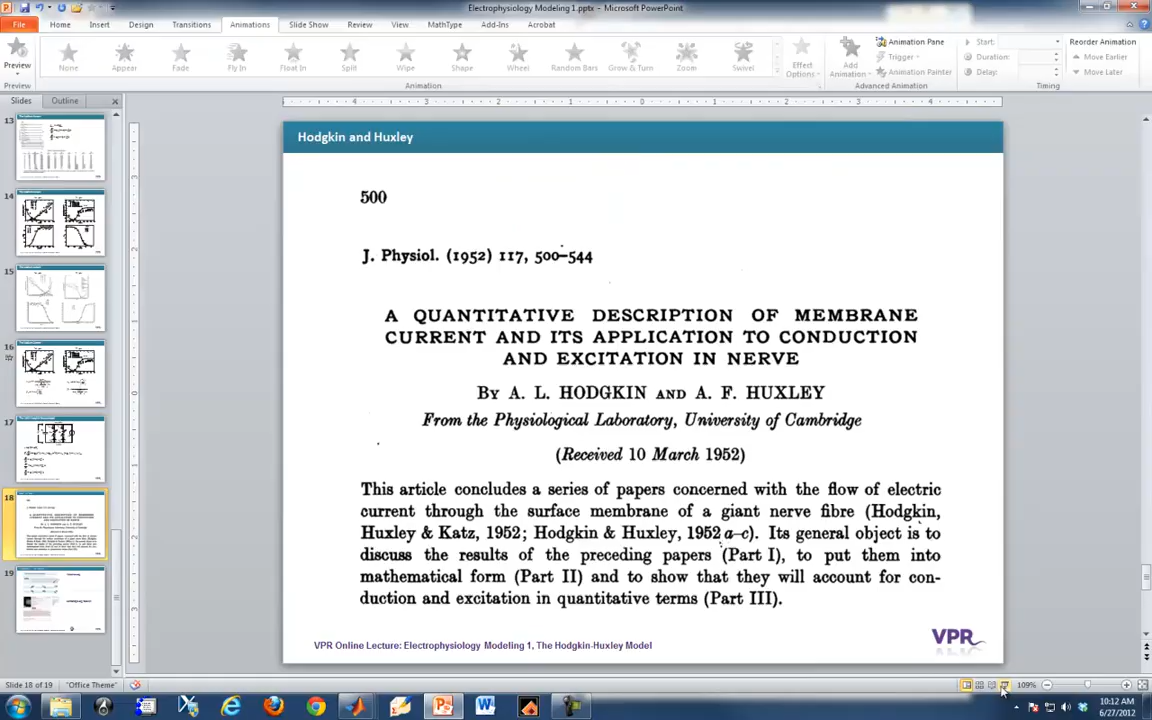 Electrophysiology Modeling 1.pptx - Microsoft PowerPoint
File Home Insert Design Transitions Animations Slide Show Review View MathType Add-Ins Acrobat
Preview None Appear Fade Fly In Float In Split Wipe Shape Wheel Random Bars Grow & Turn Zoom Swivel Effect Options Add Animation
Animation Pane
Trigger
Animation Painter
Start:
Duration:
Delay:
Reorder Animation
Move Earlier
Move Later
Preview Animation Advanced Animation Timing
Slides Outline
13
14
15
16
17
18
19
Hodgkin and Huxley
500
J. Physiol. (1952) 117, 500–544
A QUANTITATIVE DESCRIPTION OF MEMBRANE
CURRENT AND ITS APPLICATION TO CONDUCTION
AND EXCITATION IN NERVE
By A. L. HODGKIN AND A. F. HUXLEY
From the Physiological Laboratory, University of Cambridge
(Received 10 March 1952)
This article concludes a series of papers concerned with the flow of electric
current through the surface membrane of a giant nerve fibre (Hodgkin,
Huxley & Katz, 1952; Hodgkin & Huxley, 1952 a–c). Its general object is to
discuss the results of the preceding papers (Part I), to put them into
mathematical form (Part II) and to show that they will account for con-
duction and excitation in quantitative terms (Part III).
VPR Online Lecture: Electrophysiology Modeling 1, The Hodgkin-Huxley Model
VPR
Slide 18 of 19 "Office Theme" 109%
10:12 AM
6/27/2012